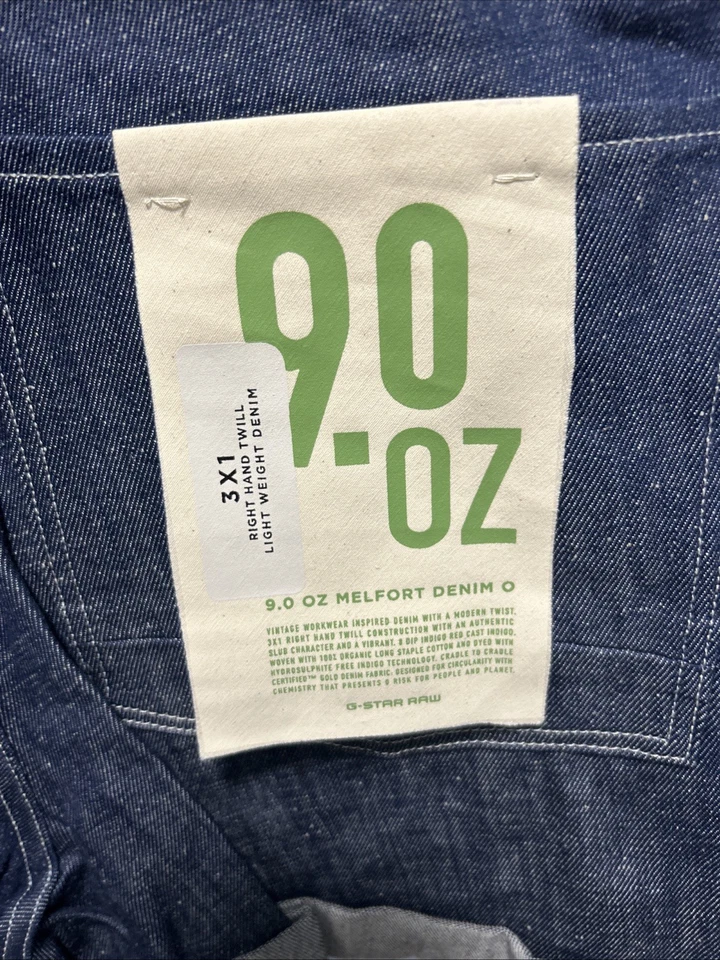 9.0
OZ
3X1
RIGHT HAND TWILL
LIGHT WEIGHT DENIM
9.0 OZ MELFORT DENIM O
VINTAGE WORKWEAR INSPIRED DENIM WITH A MODERN TWIST.
3X1 RIGHT HAND TWILL CONSTRUCTION WITH AN AUTHENTIC
SLUB CHARACTER AND A VIBRANT, 8 DIP INDIGO RED CAST INDIGO.
WOVEN WITH 100% ORGANIC LONG STAPLE COTTON AND DYED WITH
HYDROSULPHITE FREE INDIGO TECHNOLOGY. CRADLE TO CRADLE
CERTIFIED™ GOLD DENIM FABRIC. DESIGNED FOR CIRCULARITY WITH
CHEMISTRY THAT PRESENTS 0 RISK FOR PEOPLE AND PLANET.
G-STAR RAW